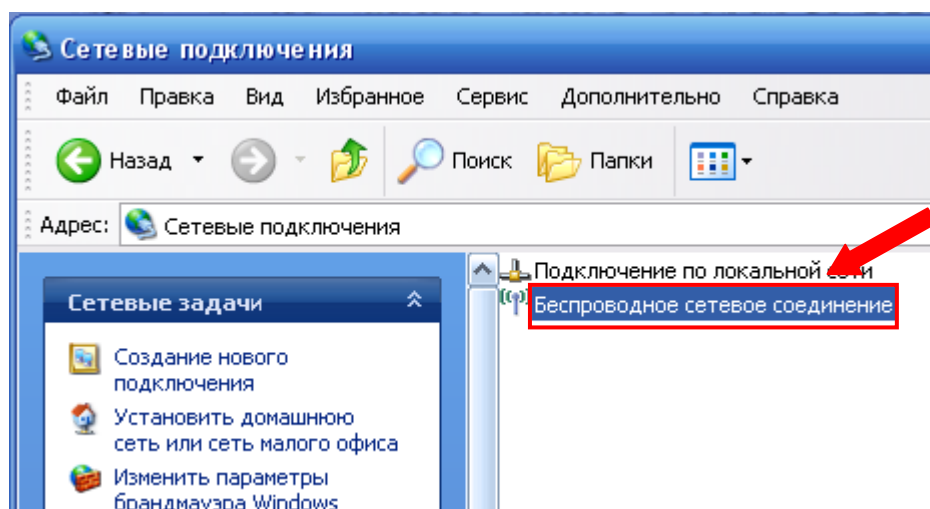 Сетевые подключения
Файл Правка Вид Избранное Сервис Дополнительно Справка
Назад Поиск Папки
Адрес: Сетевые подключения
Подключение по локальной сети
Беспроводное сетевое соединение
Сетевые задачи
Создание нового
подключения
Установить домашнюю
сеть или сеть малого офиса
Изменить параметры
брандмауэра Windows